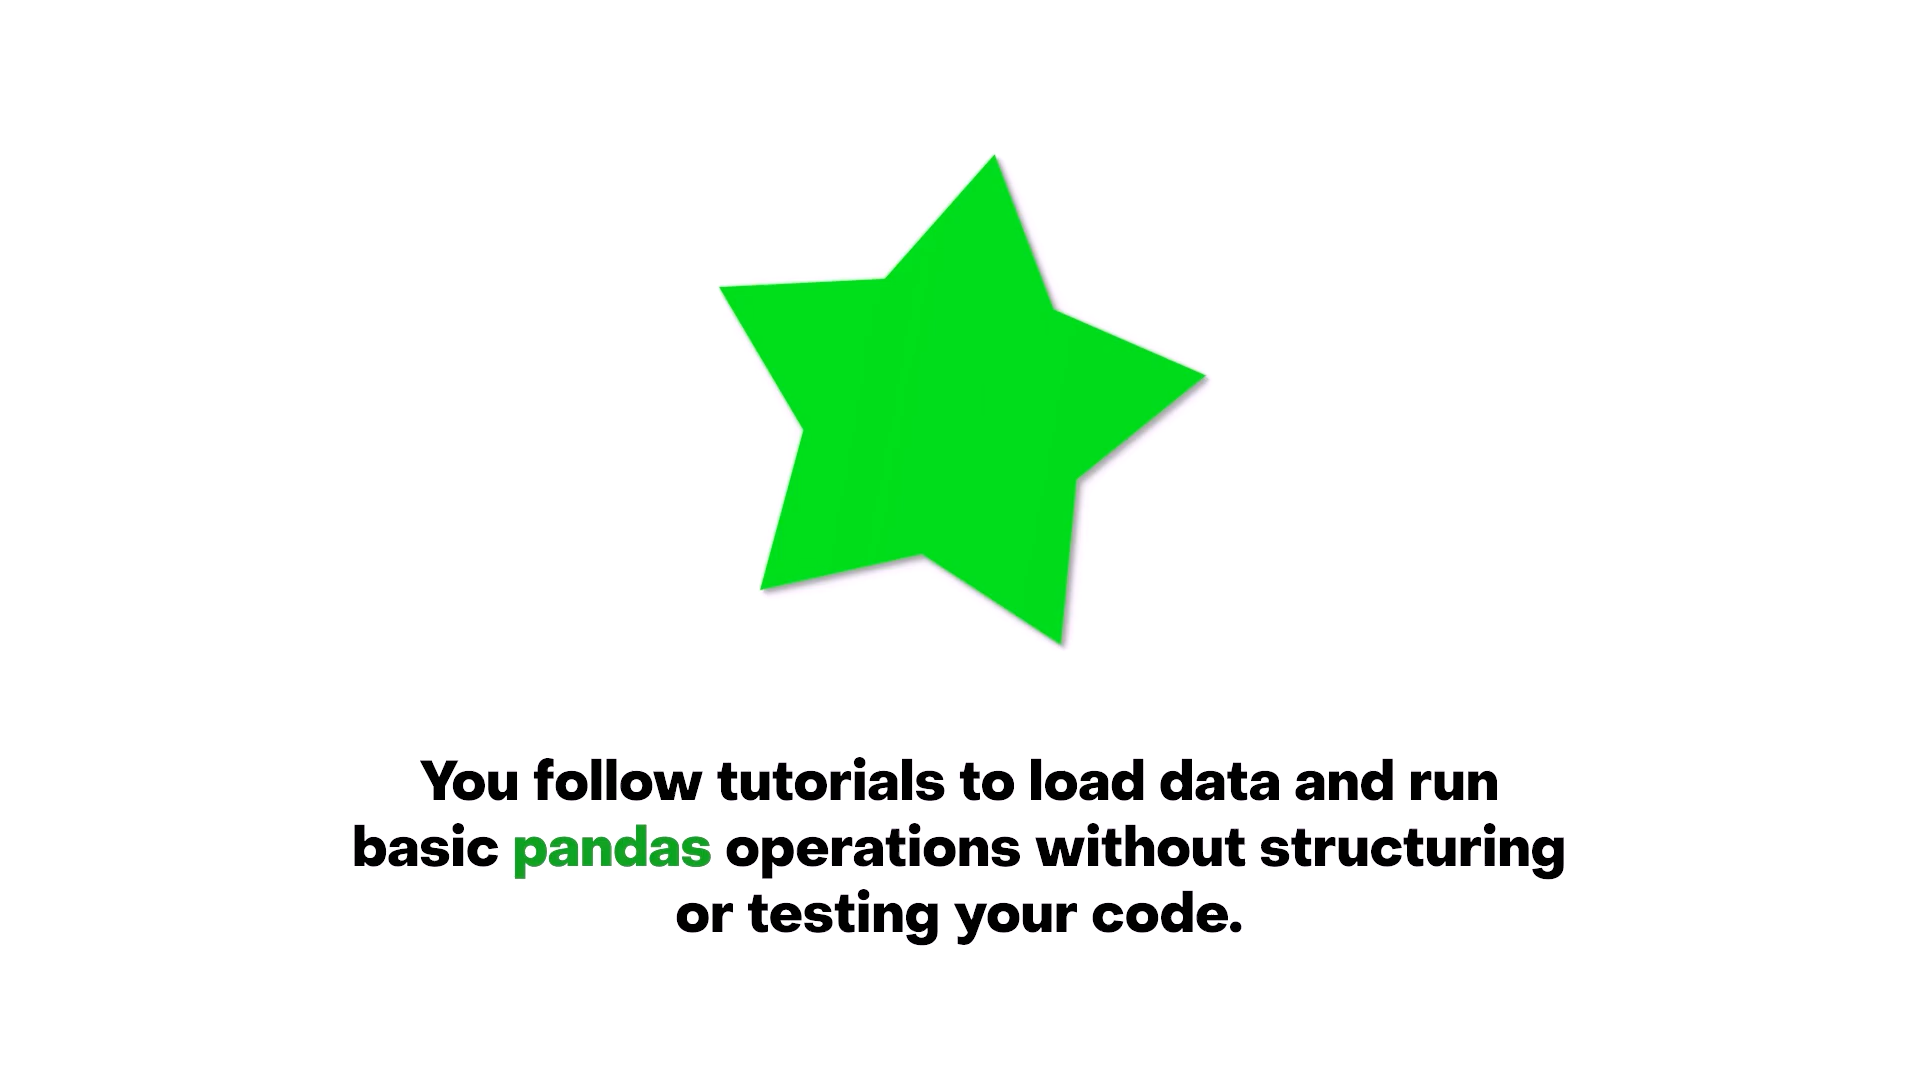 You follow tutorials to load data and run
basic pandas operations without structuring
or testing your code.